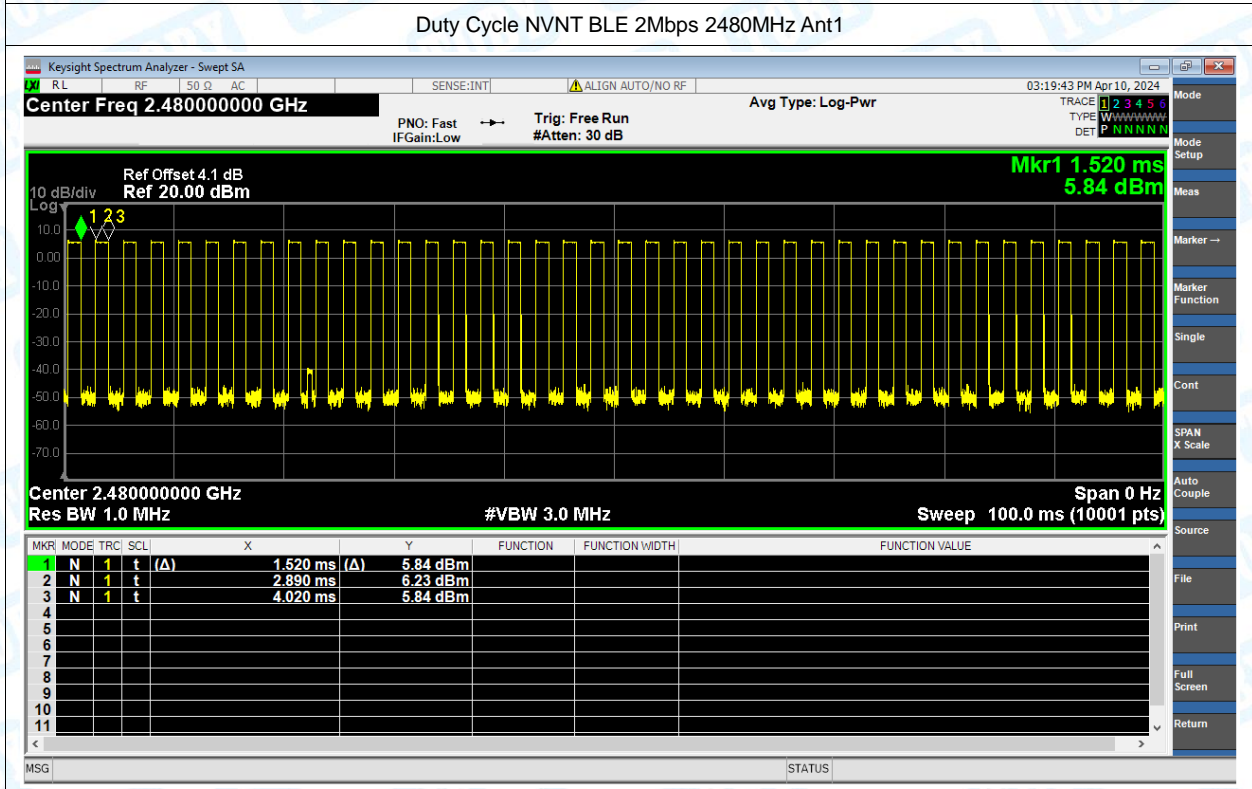 Duty Cycle NVNT BLE 2Mbps 2480MHz Ant1
Keysight Spectrum Analyzer - Swept SA
LXI RL RF 50 Ω AC SENSE:INT ALIGN AUTO/NO RF 03:19:43 PM Apr 10, 2024
Center Freq 2.480000000 GHz
PNO: Fast
IFGain:Low
Trig: Free Run
#Atten: 30 dB
Avg Type: Log-Pwr
TRACE 1 2 3 4 5 6
TYPE WWWWWW
DET P N N N N N
Mode
Mode Setup
Meas
Marker →
Marker Function
Single
Cont
SPAN X Scale
Auto Couple
Source
File
Print
Full Screen
Return
Mkr1 1.520 ms
5.84 dBm
Ref Offset 4.1 dB
10 dB/div Ref 20.00 dBm
Log
1 2 3
10.0
0.00
-10.0
-20.0
-30.0
-40.0
-50.0
-60.0
-70.0
Center 2.480000000 GHz Span 0 Hz
Res BW 1.0 MHz #VBW 3.0 MHz Sweep 100.0 ms (10001 pts)
MKR MODE TRC SCL X Y FUNCTION FUNCTION WIDTH FUNCTION VALUE
1 N 1 t (Δ) 1.520 ms (Δ) 5.84 dBm
2 N 1 t 2.890 ms 6.23 dBm
3 N 1 t 4.020 ms 5.84 dBm
4
5
6
7
8
9
10
11
MSG STATUS